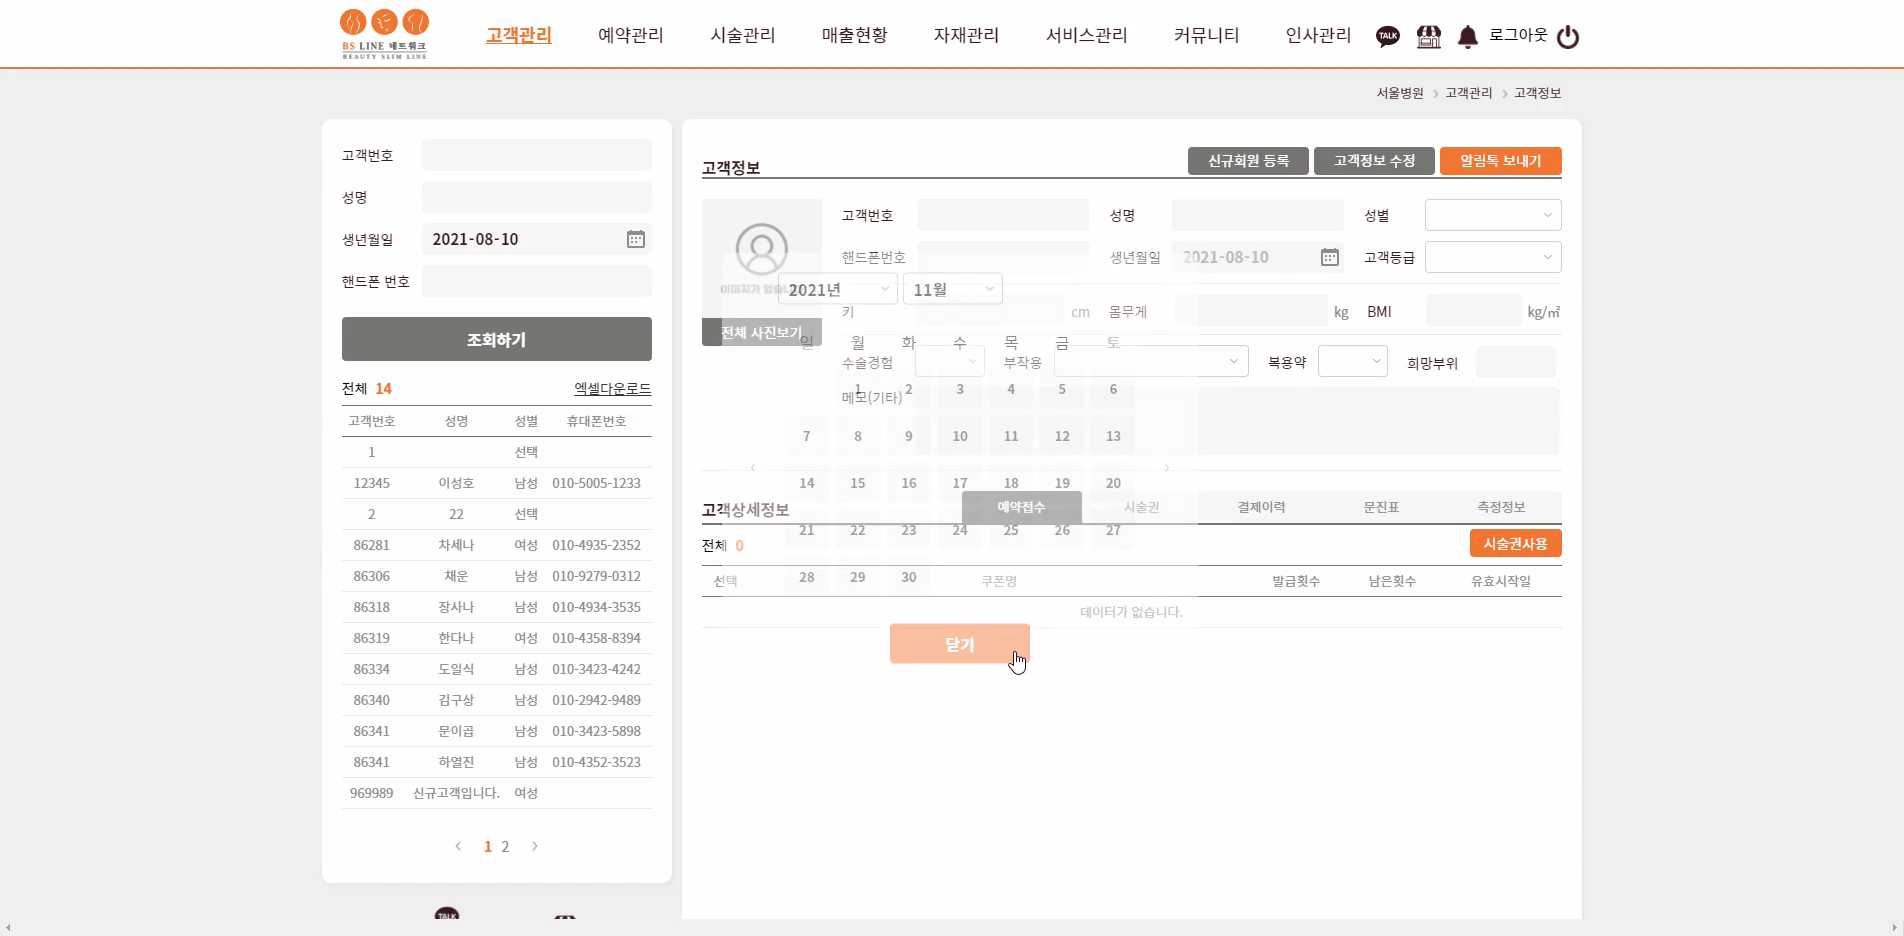 BS LINE 네트워크
BEAUTY SLIM LINE
고객관리 예약관리 시술관리 매출현황 자재관리 서비스관리 커뮤니티 인사관리 TALK 로그아웃
서울병원 > 고객관리 > 고객정보
고객번호
성명
생년월일 2021-08-10
핸드폰 번호
조회하기
전체 14 엑셀다운로드
고객번호 성명 성별 휴대폰번호
1 선택
12345 이성호 남성 010-5005-1233
2 22 선택
86281 차세나 여성 010-4935-2352
86306 채운 남성 010-9279-0312
86318 장사나 남성 010-4934-3535
86319 한다나 여성 010-4358-8394
86334 도일식 남성 010-3423-4242
86340 김구상 남성 010-2942-9489
86341 문이곱 남성 010-3423-5898
86341 하열진 남성 010-4352-3523
969989 신규고객입니다. 여성
< 1 2 >
TALK
고객정보 신규회원 등록 고객정보 수정 알림톡 보내기
이미지가 없습니다
전체 사진보기
고객번호 성명 성별
핸드폰번호 생년월일 2021-08-10 고객등급
키 cm 몸무게 kg BMI kg/㎡
수술경험 부작용 복용약 희망부위
메모(기타)
2021년 11월
일 월 화 수 목 금 토
1 2 3 4 5 6
7 8 9 10 11 12 13
14 15 16 17 18 19 20
21 22 23 24 25 26 27
28 29 30
닫기
고객상세정보 예약접수 시술권 결제이력 문진표 측정정보
전체 0 시술권사용
선택 쿠폰명 발급횟수 남은횟수 유효시작일
데이터가 없습니다.